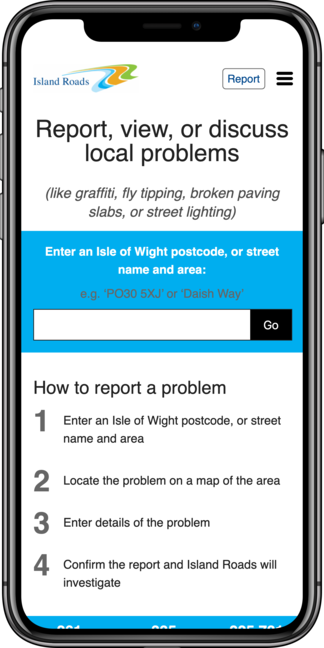 Island Roads
Report
Report, view, or discuss
local problems
(like graffiti, fly tipping, broken paving
slabs, or street lighting)
Enter an Isle of Wight postcode, or street
name and area:
e.g. ‘PO30 5XJ’ or ‘Daish Way’
Go
How to report a problem
1 Enter an Isle of Wight postcode, or street
name and area
2 Locate the problem on a map of the area
3 Enter details of the problem
4 Confirm the report and Island Roads will
investigate